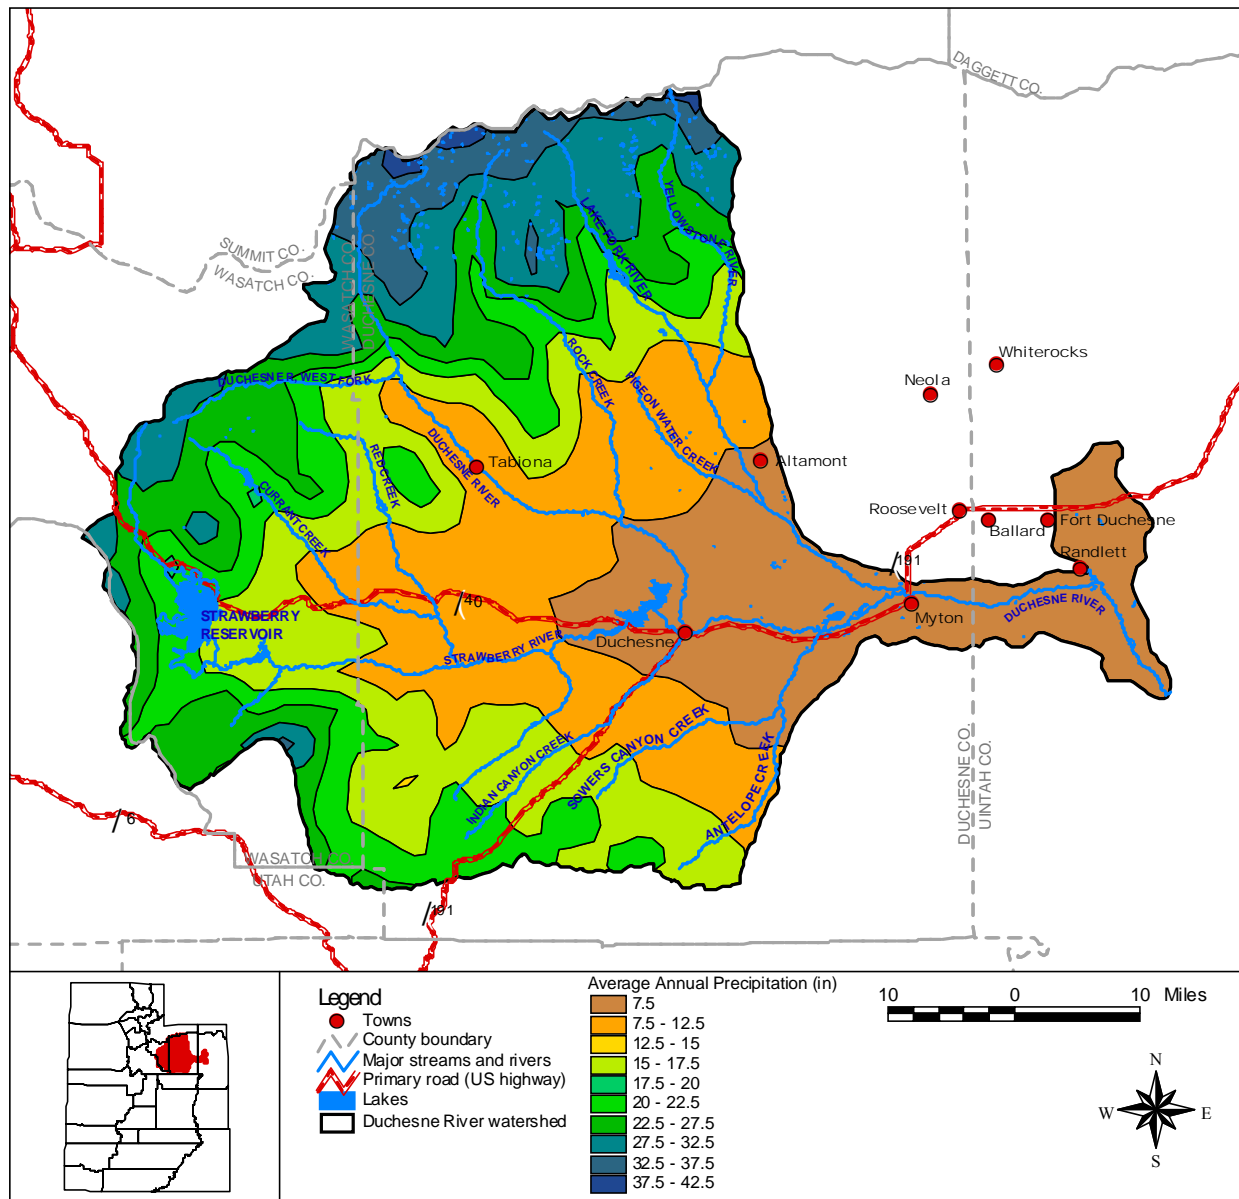 DAGGETT CO.
SUMMIT CO.
WASATCH CO.
WASATCH CO.
DUCHESNE CO.
YELLOWSTONE RIVER
LAKE FORK RIVER
ROCK CREEK
PIGEON WATER CREEK
DUCHESNE R. WEST FORK
Whiterocks
Neola
RED CREEK
DUCHESNE RIVER
Tabiona
Altamont
CURRANT CREEK
Roosevelt
Ballard
Fort Duchesne
Randlett
191
40
STRAWBERRY
RESERVOIR
Myton
DUCHESNE RIVER
Duchesne
STRAWBERRY RIVER
INDIAN CANYON CREEK
SOWERS CANYON CREEK
ANTELOPE CREEK
DUCHESNE CO.
UINTAH CO.
6
WASATCH CO.
UTAH CO.
191
Legend
Towns
County boundary
Major streams and rivers
Primary road (US highway)
Lakes
Duchesne River watershed
Average Annual Precipitation (in)
7.5
7.5 - 12.5
12.5 - 15
15 - 17.5
17.5 - 20
20 - 22.5
22.5 - 27.5
27.5 - 32.5
32.5 - 37.5
37.5 - 42.5
10 0 10 Miles
N
W E
S